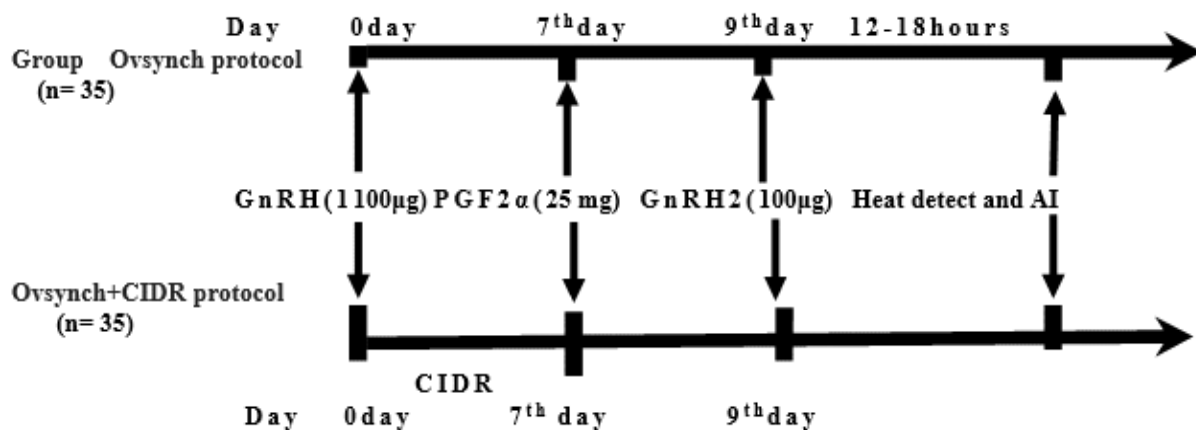 Day 0day 7th day 9th day 12-18hours
Group Ovsynch protocol
(n= 35)
GnRH(1100μg) PGF2α(25 mg) GnRH2(100μg) Heat detect and AI
Ovsynch+CIDR protocol
(n= 35)
CIDR
Day 0day 7th day 9th day